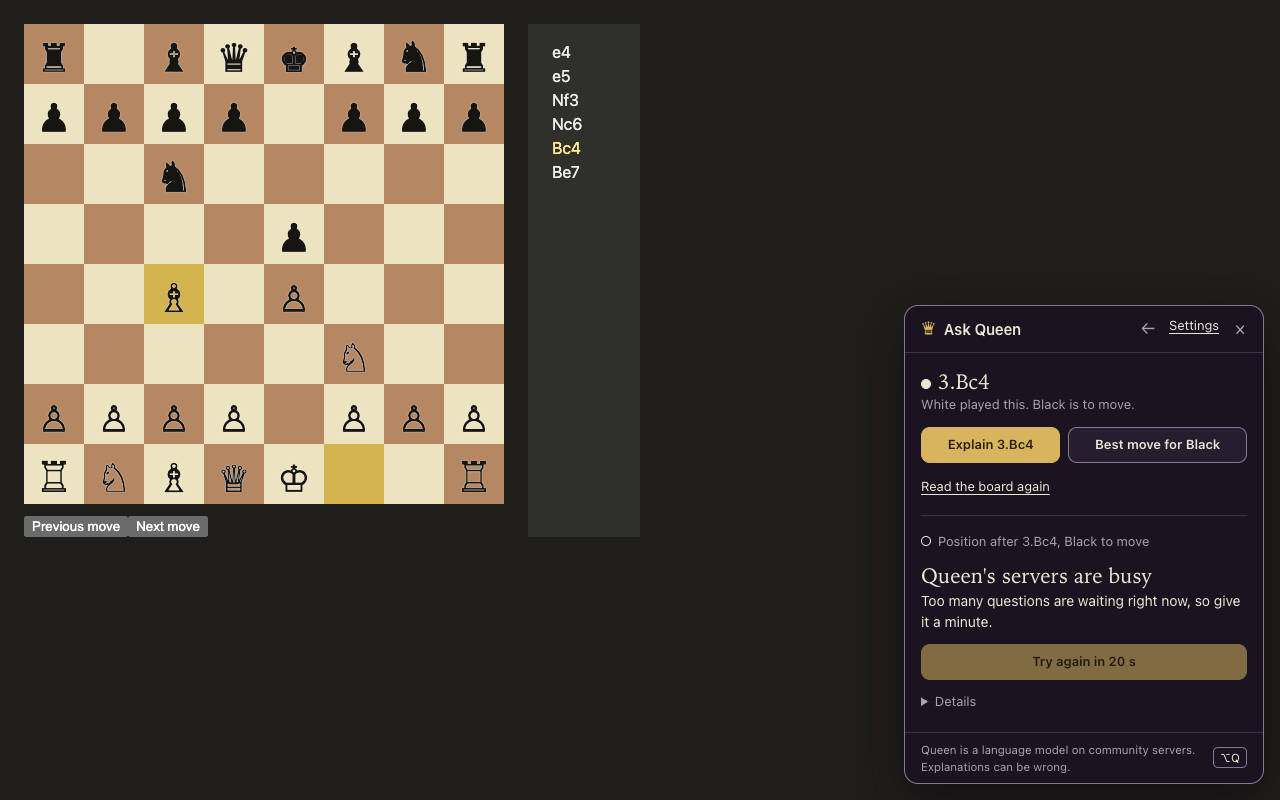 e4
e5
Nf3
Nc6
Bc4
Be7
Previous move
Next move
Ask Queen
Settings
3.Bc4
White played this. Black is to move.
Explain 3.Bc4
Best move for Black
Read the board again
Position after 3.Bc4, Black to move
Queen's servers are busy
Too many questions are waiting right now, so give
it a minute.
Try again in 20 s
Details
Queen is a language model on community servers.
Explanations can be wrong.
⌥Q